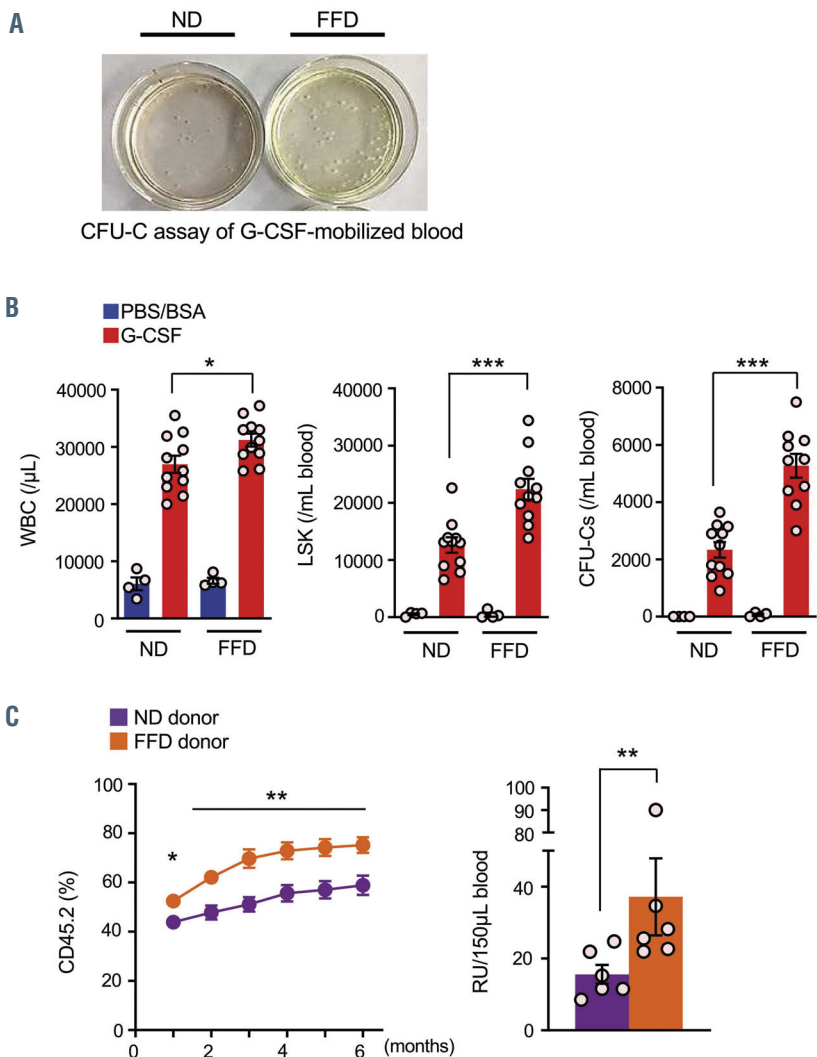 A
ND FFD
CFU-C assay of G-CSF-mobilized blood
B
PBS/BSA
G-CSF
*
40000
30000
20000
10000
0
WBC (/µL)
ND FFD
***
40000
30000
20000
10000
0
LSK (/mL blood)
ND FFD
***
8000
6000
4000
2000
0
CFU-Cs (/mL blood)
ND FFD
C
ND donor
FFD donor
100
80
60
40
20
0
CD45.2 (%)
*
**
0 2 4 6 (months)
**
100
90
80
40
20
0
RU/150µL blood